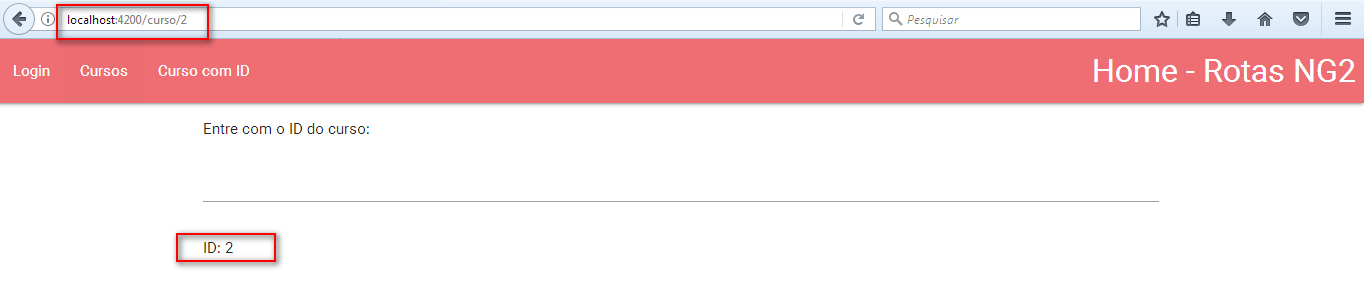 localhost:4200/curso/2
Pesquisar
Login Cursos Curso com ID Home - Rotas NG2
Entre com o ID do curso:
ID: 2